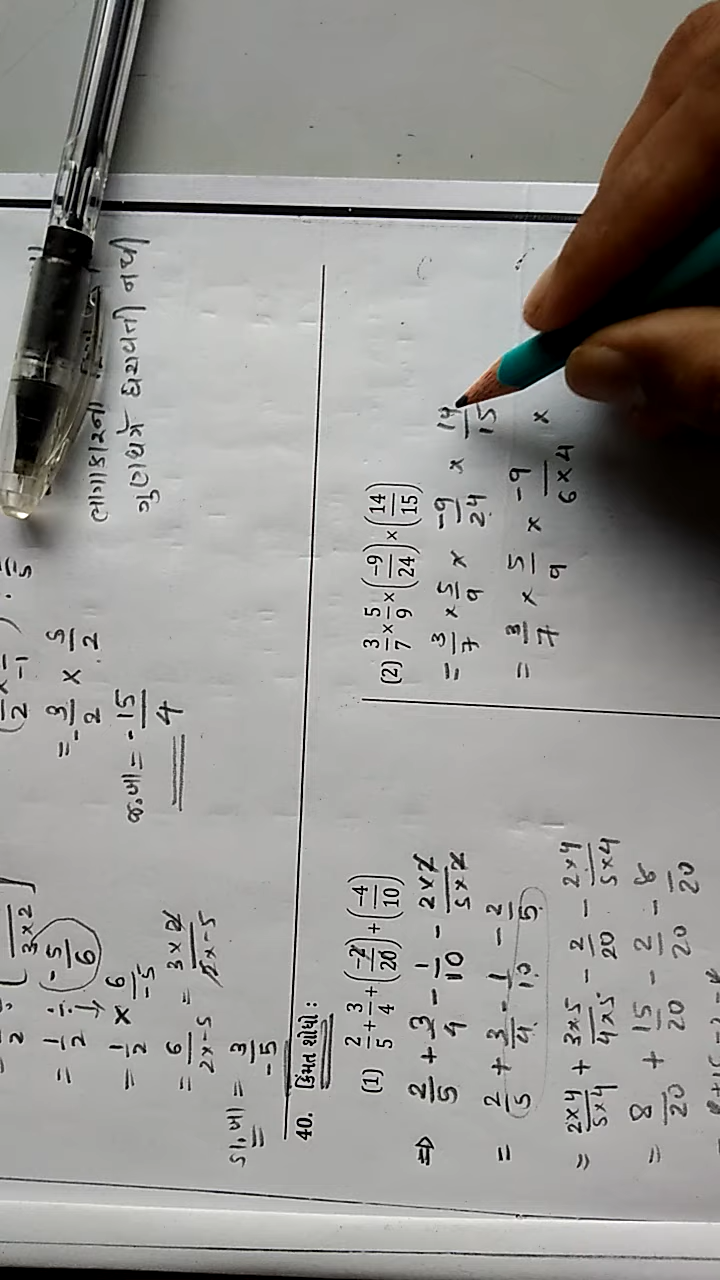 = 1/2 ÷ (-5/6)
= 1/2 × 6/-5
= 6/2×-5 = 3×2/2×-5
ડા.બા = 3/-5
= -3/2 × 5/2
જ.બા = -15/4
લાગાકારના
ગુણધર્મ ધરાવતી નથી
40. કિંમત શોધો :
(1) 2/5 + 3/4 + (-2/20) + (-4/10)
⇒ 2/5 + 3/4 - 1/10 - 2×2/5×2
= 2/5 + 3/4 - 1/10 - 2/5
= 2×4/5×4 + 3×5/4×5 - 2/20 - 2×4/5×4
= 8/20 + 15/20 - 2/20 - 8/20
(2) 3/7 × 5/9 × (-9/24) × (14/15)
= 3/7 × 5/9 × -9/24 × 14/15
= 3/7 × 5/9 × -9/6×4 ×